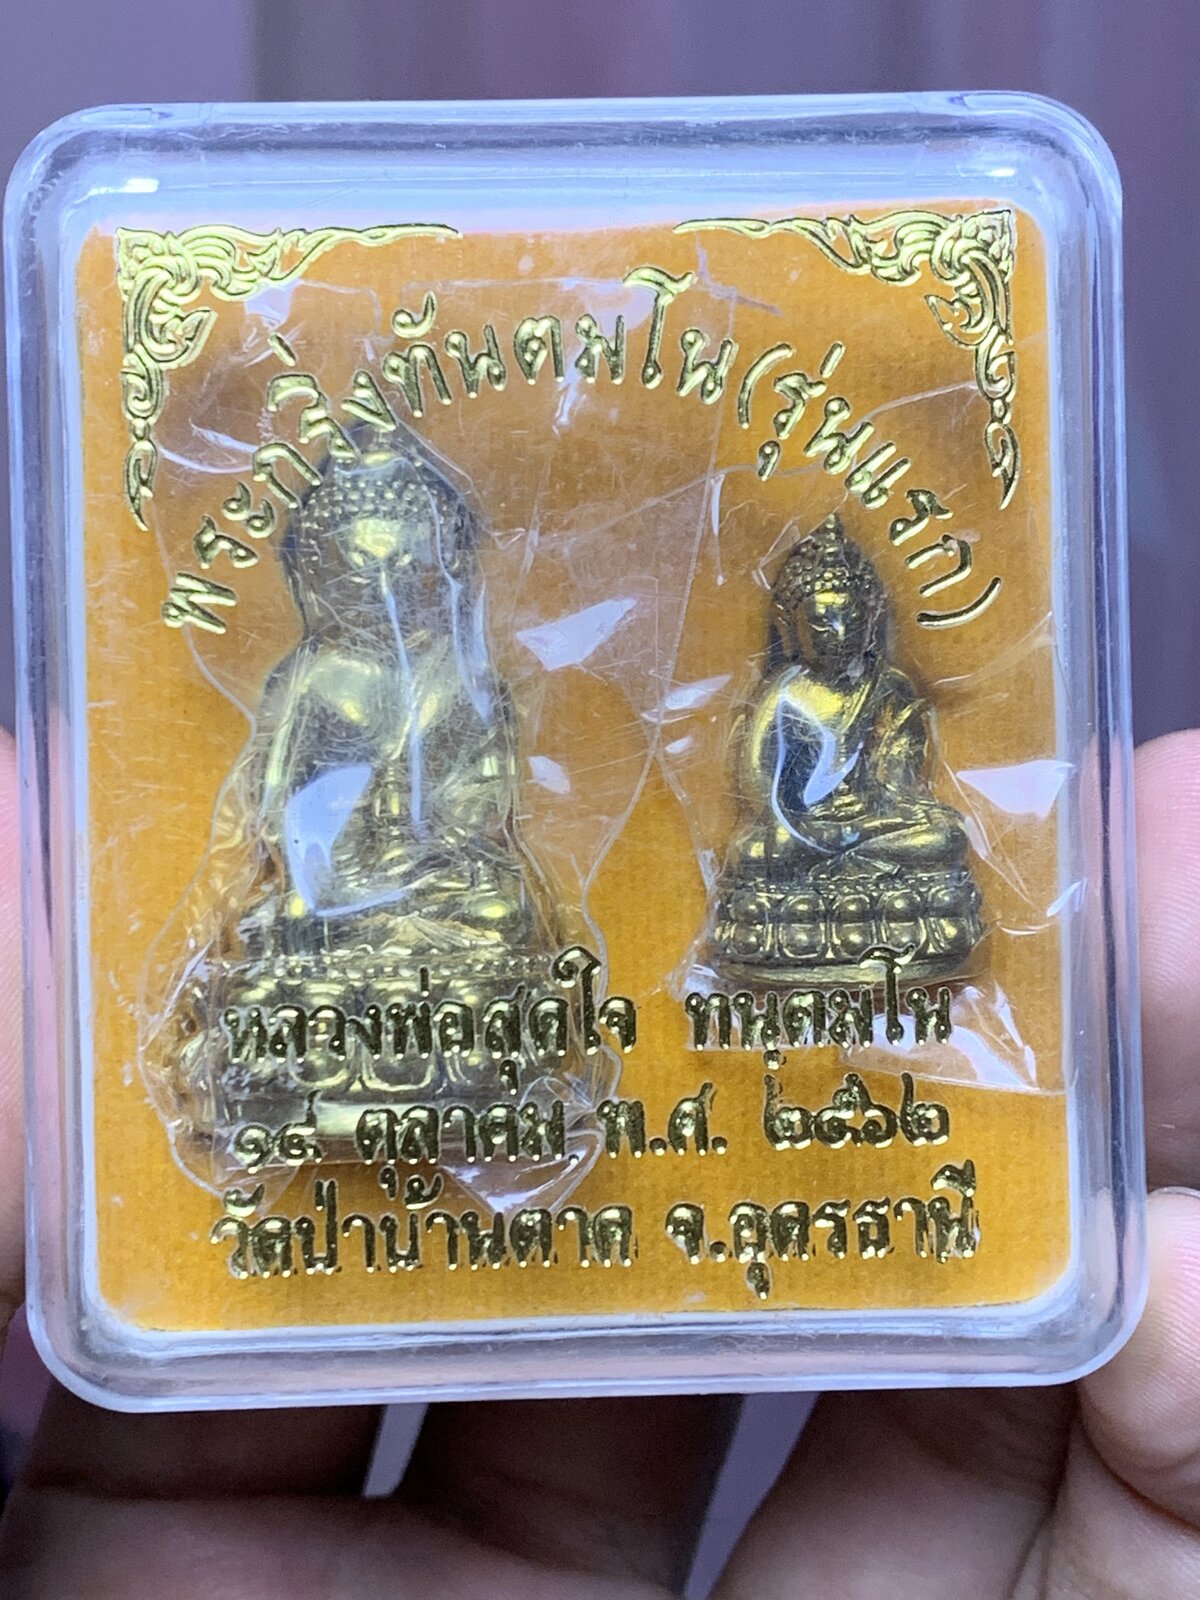 พระกริ่งทันตมโน(รุ่นแรก)
หลวงพ่อสุดใจ ทนฺตมโน
๑๔ ตุลาคม พ.ศ. ๒๕๖๒
วัดป่าบ้านตาด จ.อุดรธานี